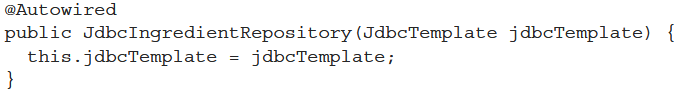 @Autowired
public JdbcIngredientRepository(JdbcTemplate jdbcTemplate) {
  this.jdbcTemplate = jdbcTemplate;
}